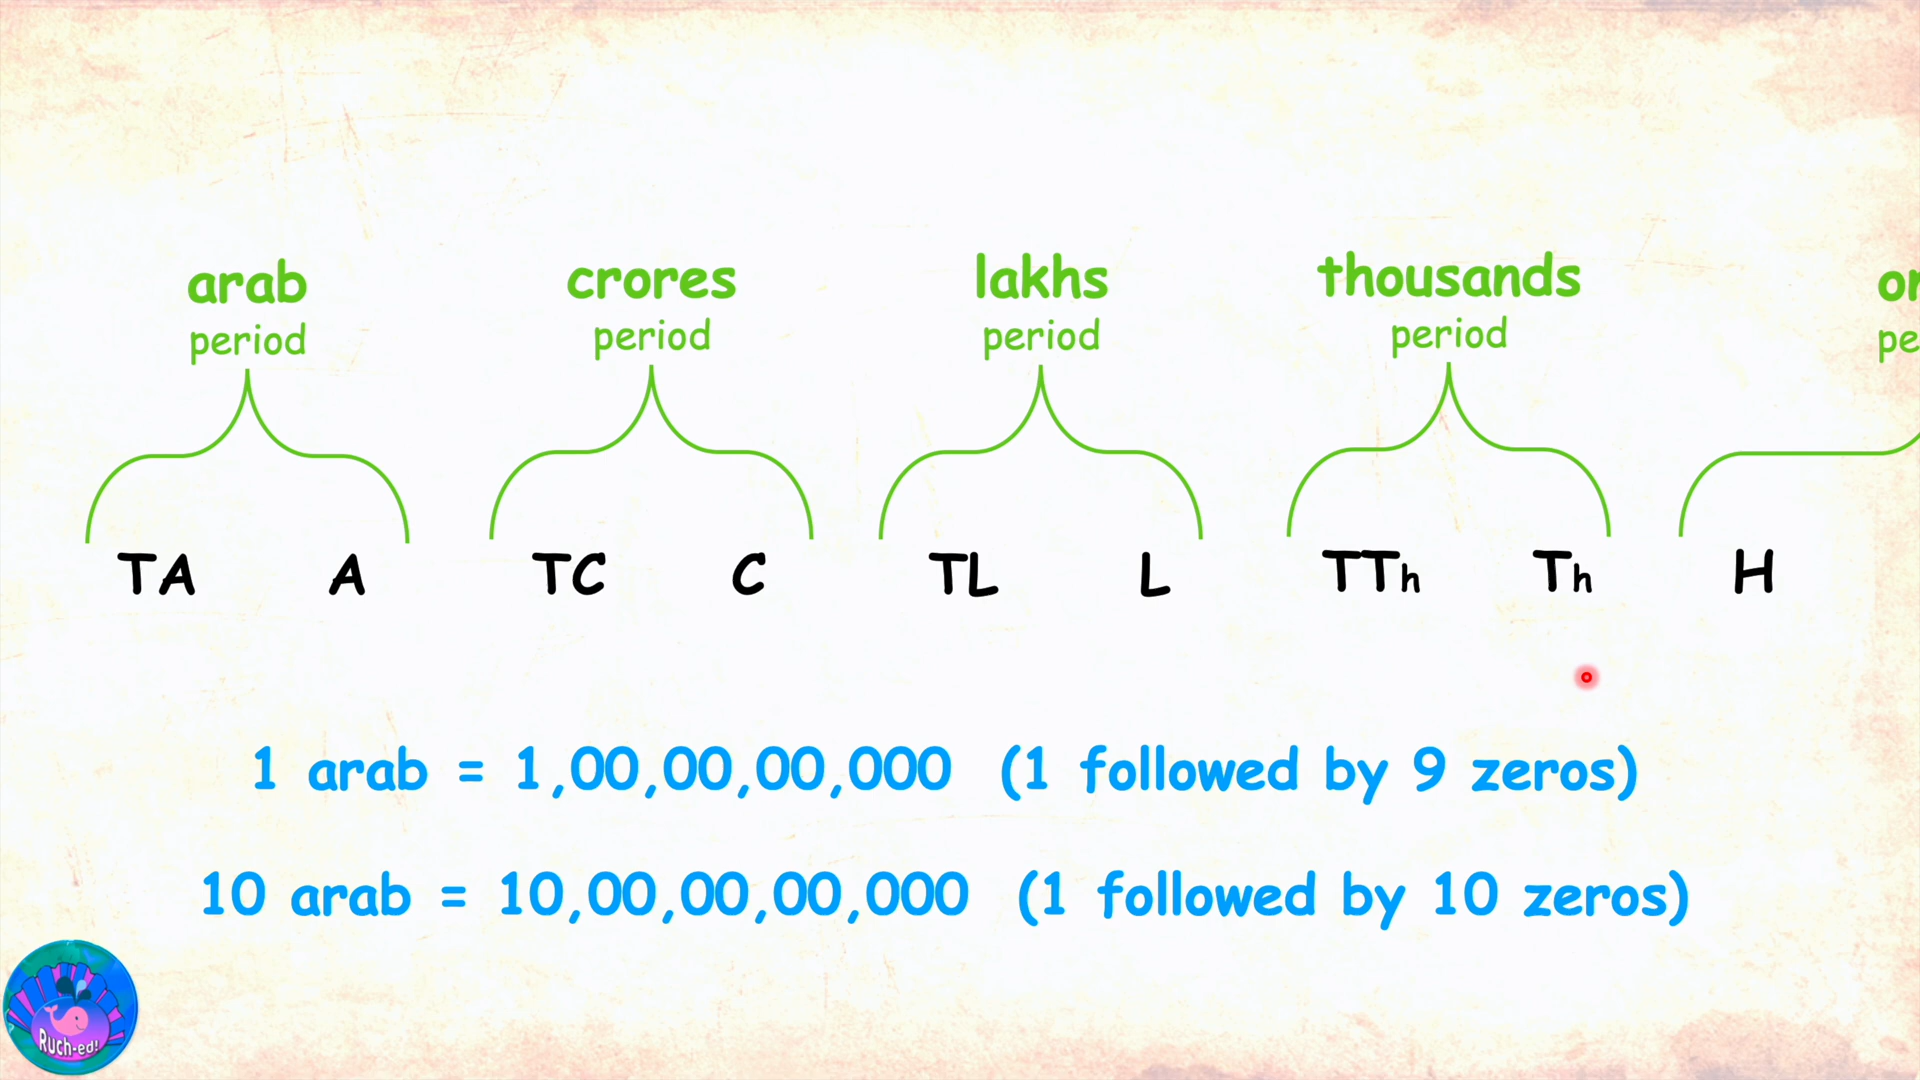 arab crores lakhs thousands
period period period period
TA A TC C TL L TTh Th H
1 arab = 1,00,00,00,000 (1 followed by 9 zeros)
10 arab = 10,00,00,00,000 (1 followed by 10 zeros)
Ruch-ed!